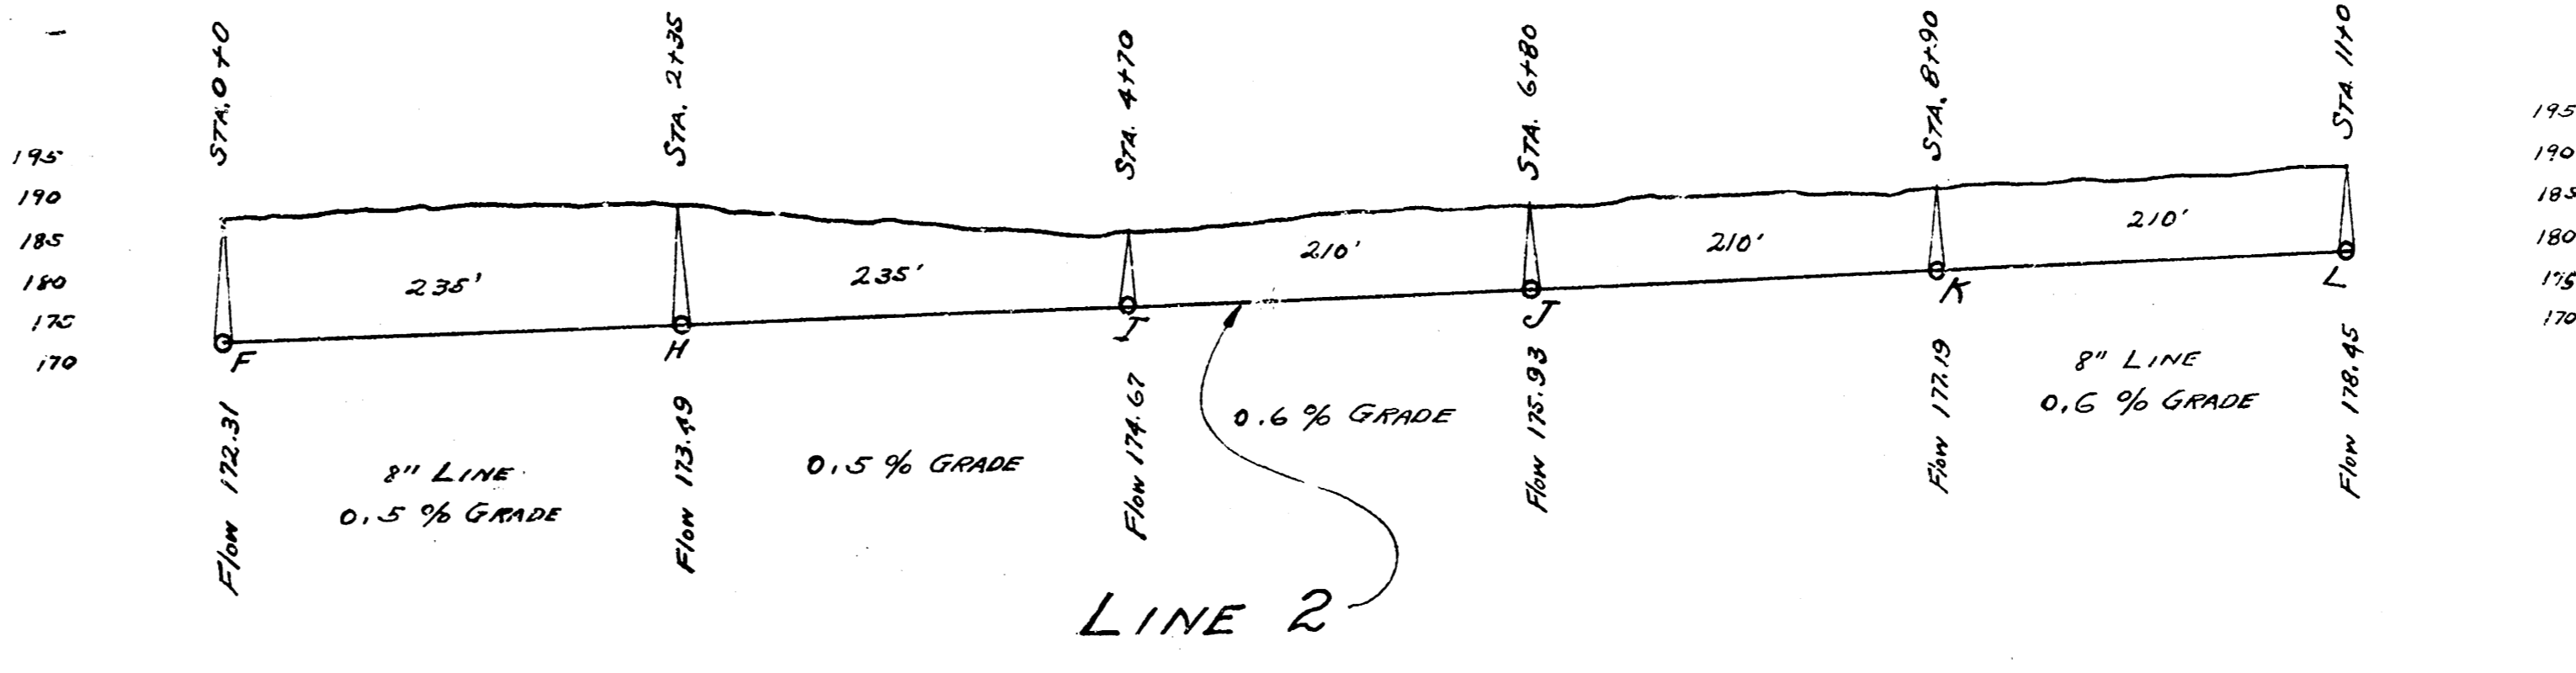 STA. 0+0
STA. 2+35
STA. 4+70
STA. 6+80
STA. 8+90
STA. 11+0
195
190
185
180
175
170
195
190
185
180
175
170
235'
235'
210'
210'
210'
F
H
I
J
K
L
Flow 172.31
Flow 173.49
Flow 174.67
Flow 175.93
Flow 177.19
Flow 178.45
8" LINE
0.5 % GRADE
0.5 % GRADE
0.6 % GRADE
8" LINE
0.6 % GRADE
LINE 2